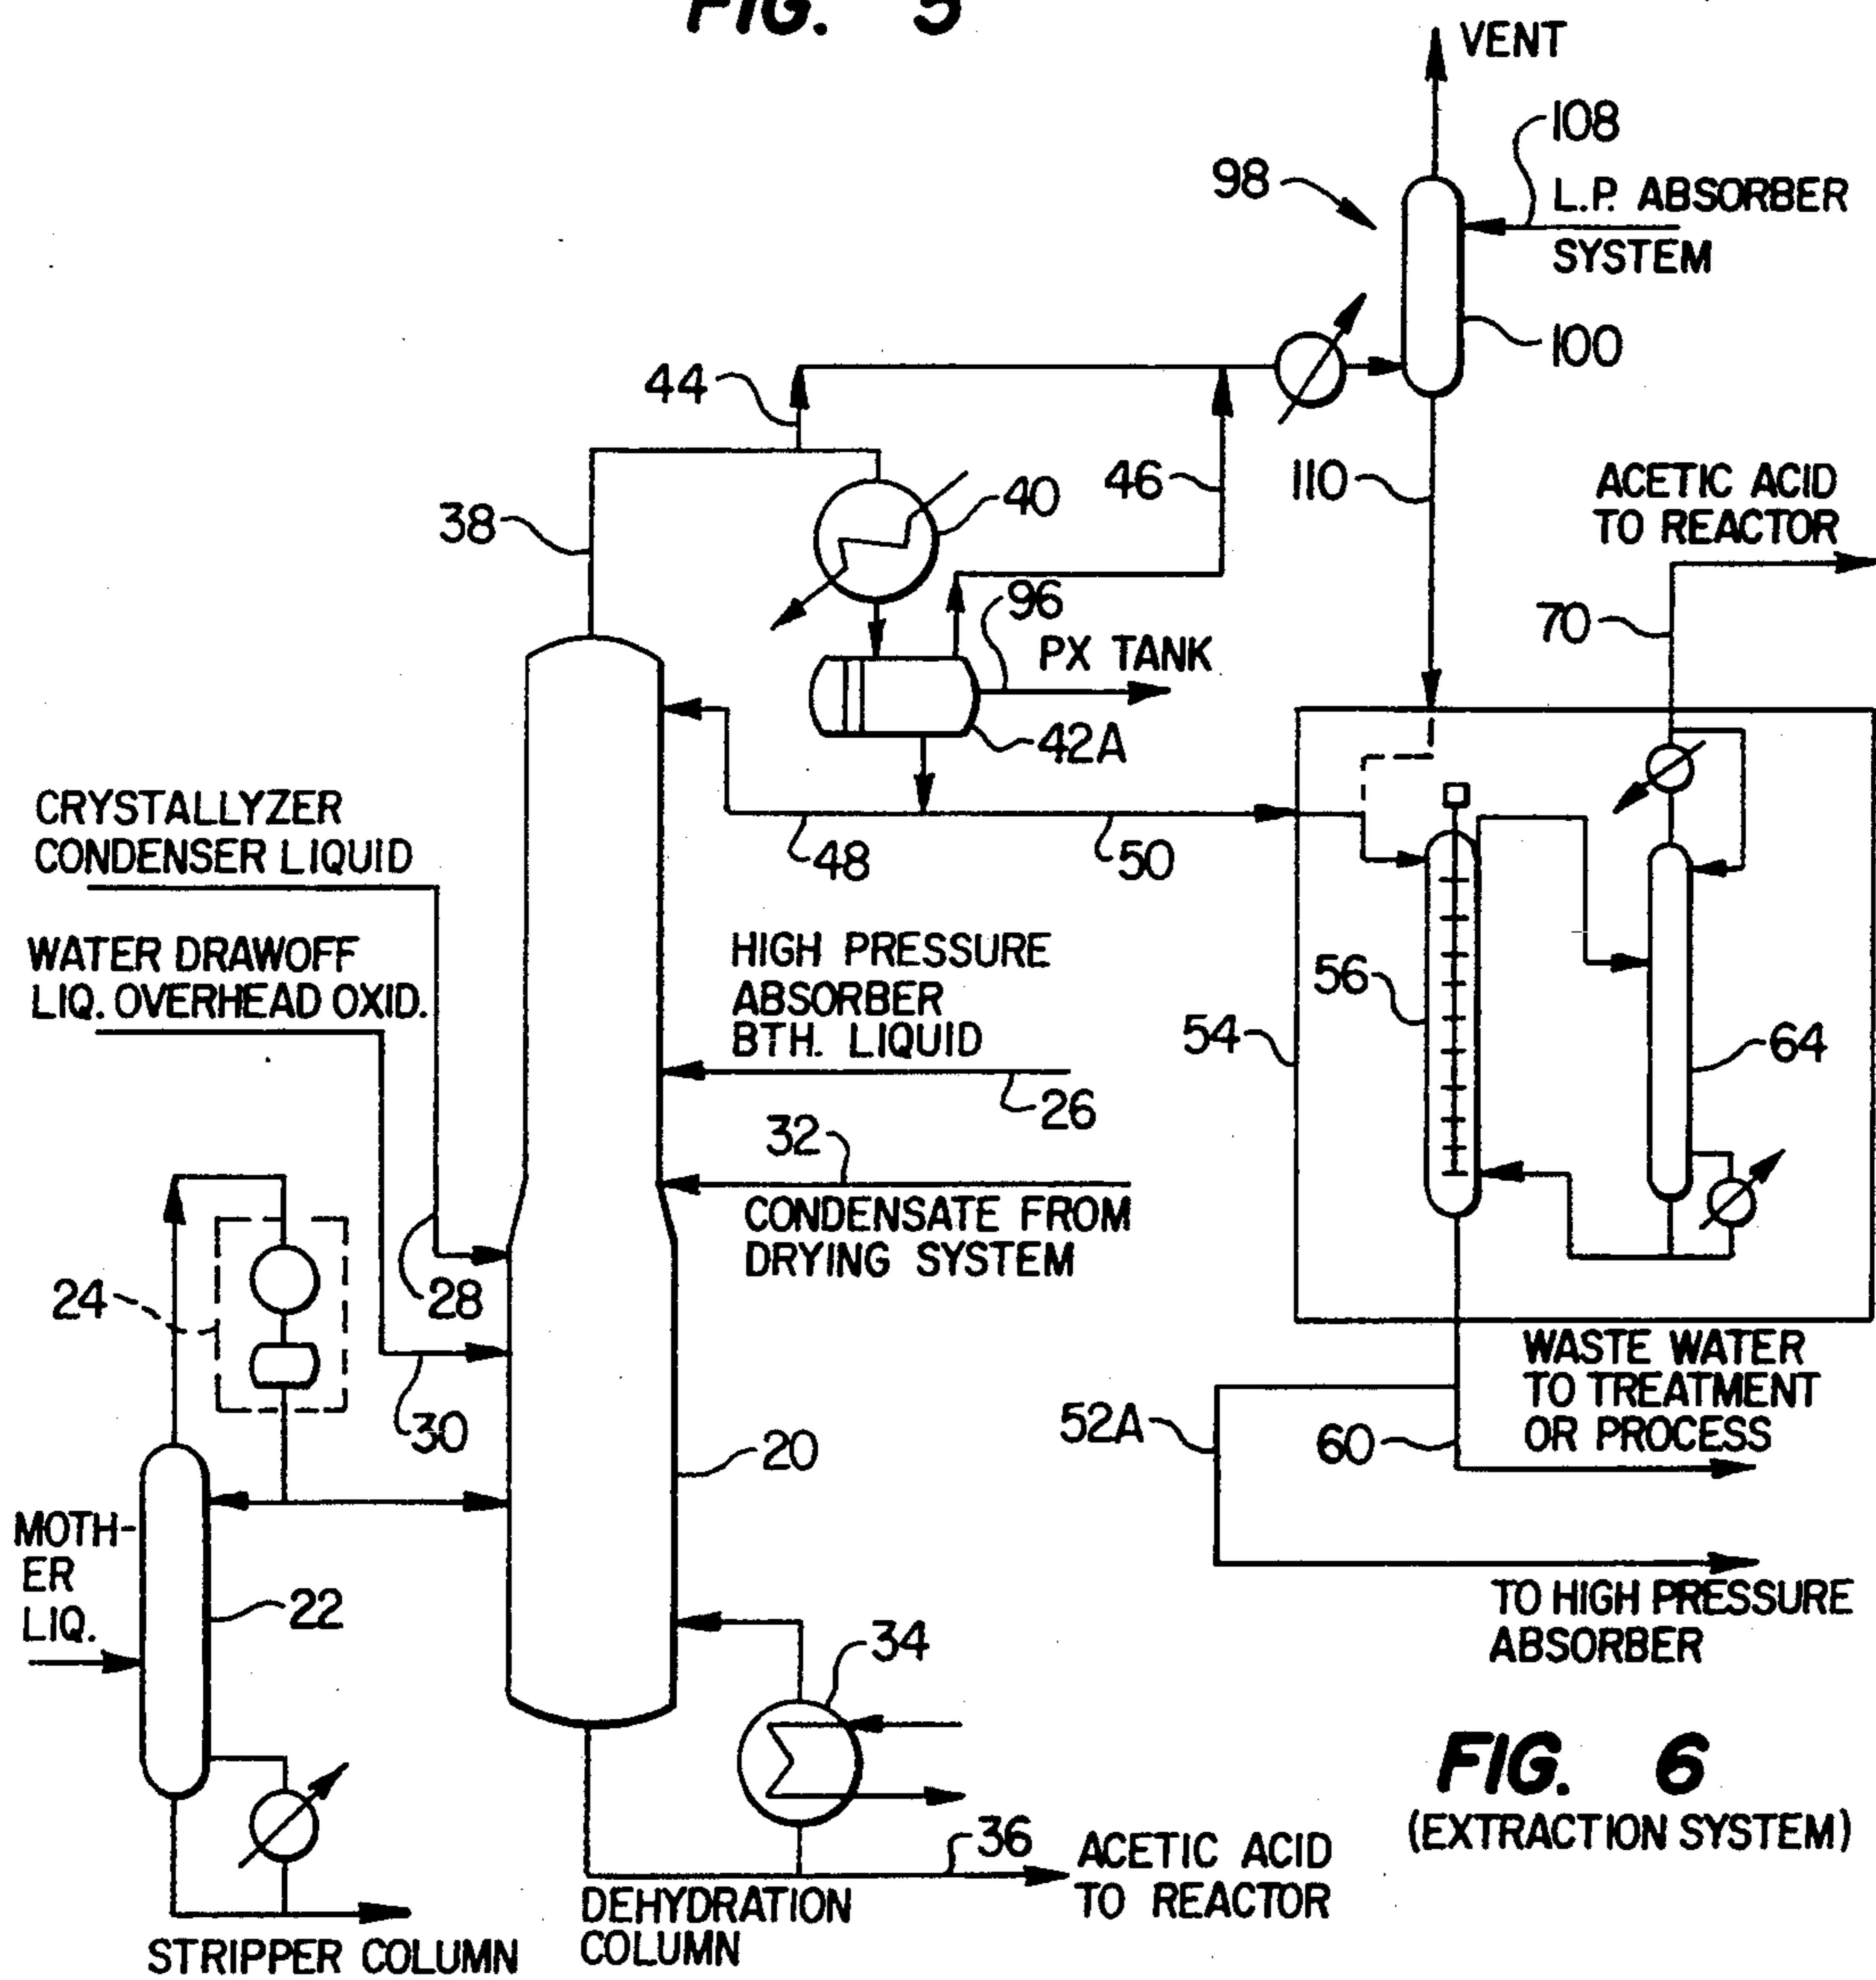 FIG. 5
VENT
108
98
L.P. ABSORBER
SYSTEM
100
44
46
110
ACETIC ACID
TO REACTOR
38
40
96
70
PX TANK
42A
CRYSTALLYZER
CONDENSER LIQUID
48
50
WATER DRAWOFF
LIQ. OVERHEAD OXID.
HIGH PRESSURE
ABSORBER
BTH. LIQUID
56
54
64
26
32
CONDENSATE FROM
DRYING SYSTEM
24
28
30
WASTE WATER
TO TREATMENT
OR PROCESS
52A
60
20
MOTH-
ER
LIQ.
22
TO HIGH PRESSURE
ABSORBER
34
FIG. 6
(EXTRACTION SYSTEM)
36
ACETIC ACID
TO REACTOR
DEHYDRATION
COLUMN
STRIPPER COLUMN